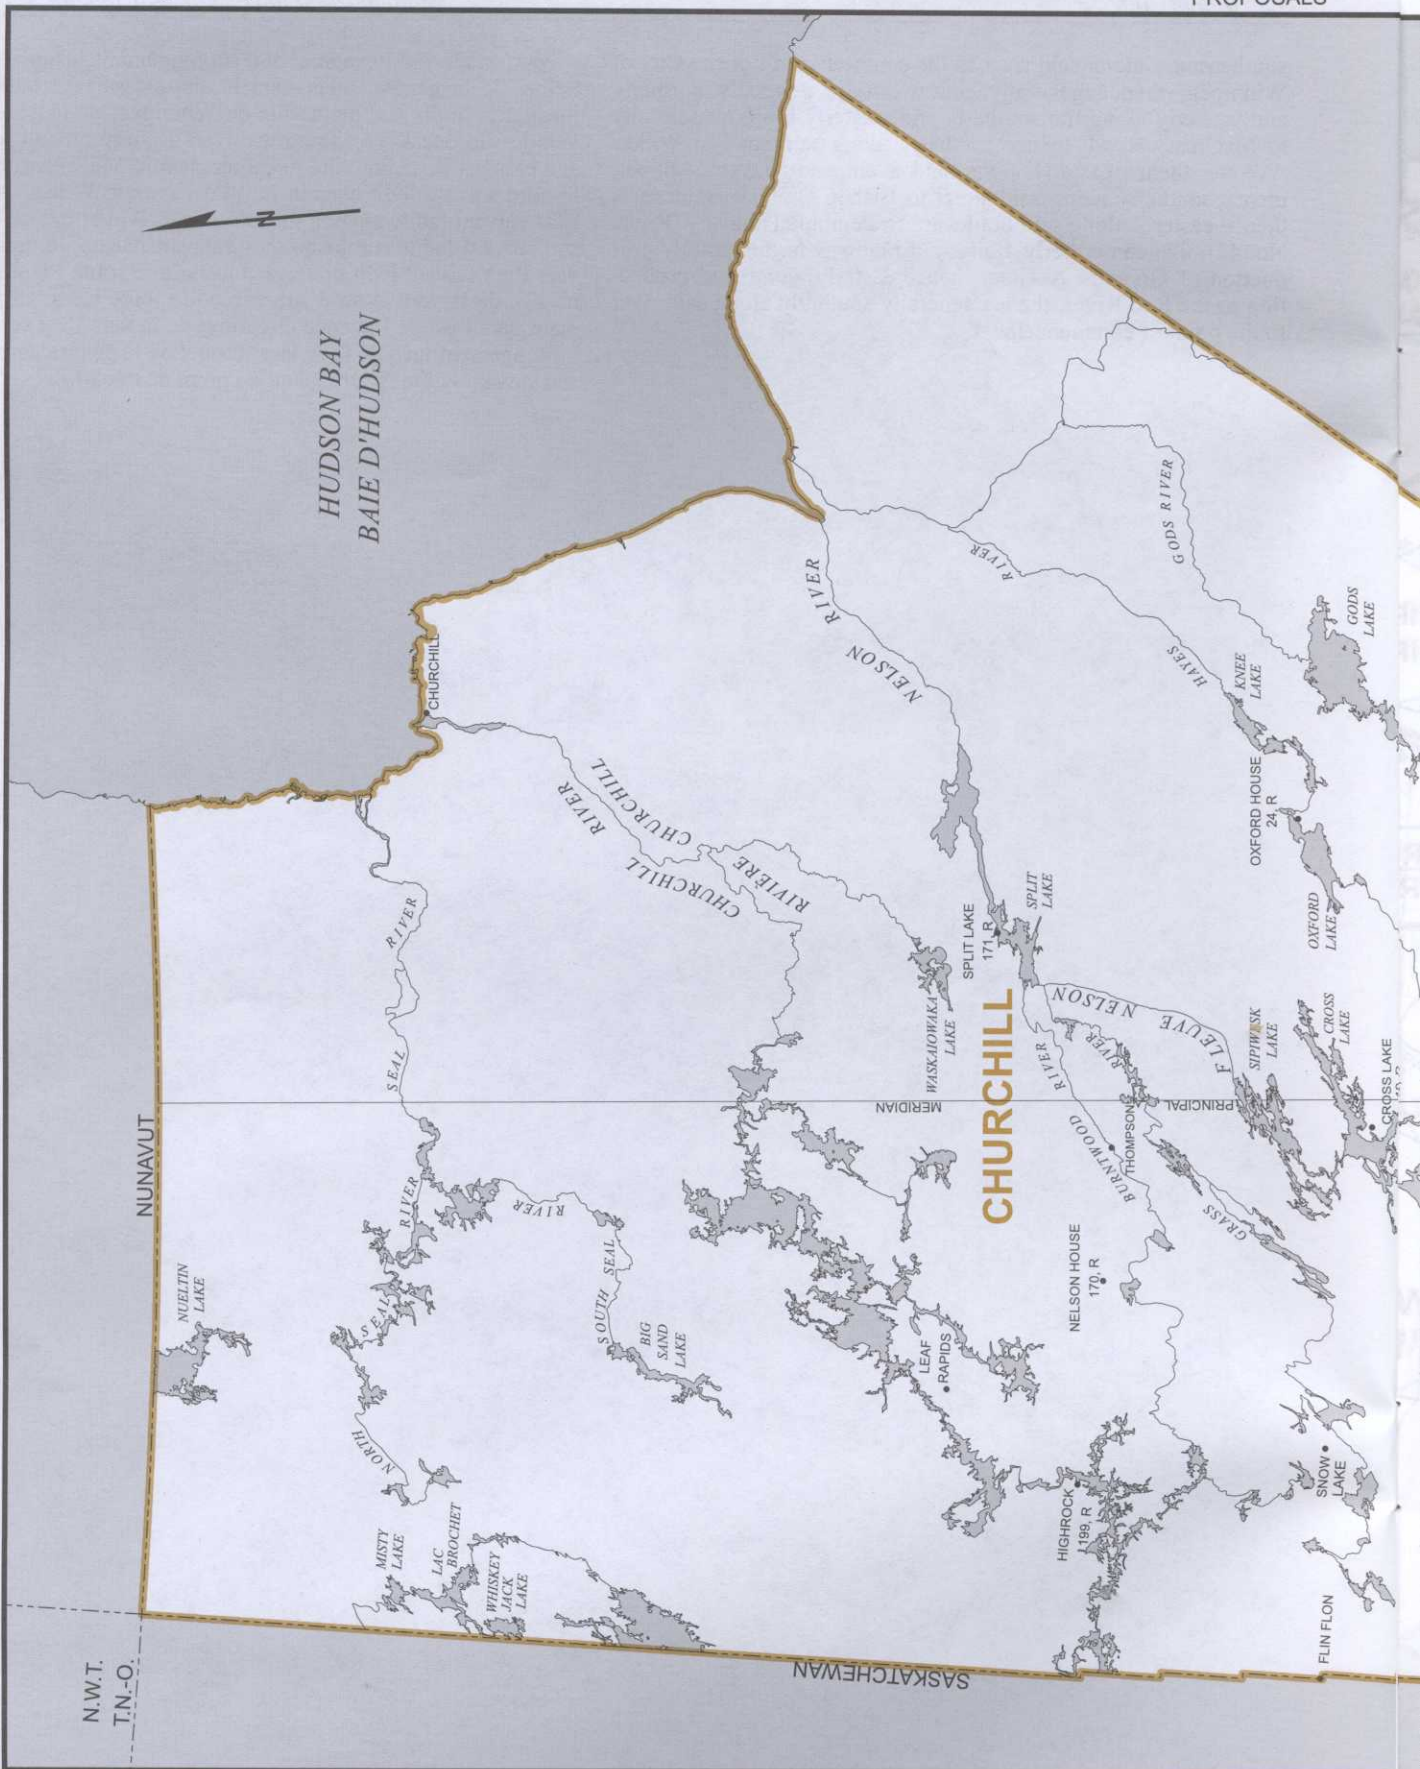 PROPOSALS
N
HUDSON BAY
BAIE D'HUDSON
N.W.T.
T.N.-O.
NUNAVUT
SASKATCHEWAN
CHURCHILL
CHURCHILL
NUELTIN
LAKE
MISTY
LAKE
LAC
BROCHET
WHISKEY
JACK
LAKE
NORTH
SEAL
RIVER
SEAL
RIVER
SOUTH SEAL
RIVER
BIG
SAND
LAKE
CHURCHILL
RIVER
RIVIÈRE
CHURCHILL
WASKAIOWAKA
LAKE
MERIDIAN
PRINCIPAL
LEAF
RAPIDS
NELSON HOUSE
170, R
HIGHROCK
199, R
SNOW
LAKE
FLIN FLON
SPLIT LAKE
171, R
SPLIT
LAKE
BURNTWOOD
RIVER
THOMPSON
GRASS
RIVER
NELSON
RIVER
FLEUVE
NELSON
SIPIWESK
LAKE
CROSS
LAKE
CROSS LAKE
OXFORD HOUSE
24, R
OXFORD
LAKE
KNEE
LAKE
HAYES
RIVER
GODS RIVER
GODS
LAKE